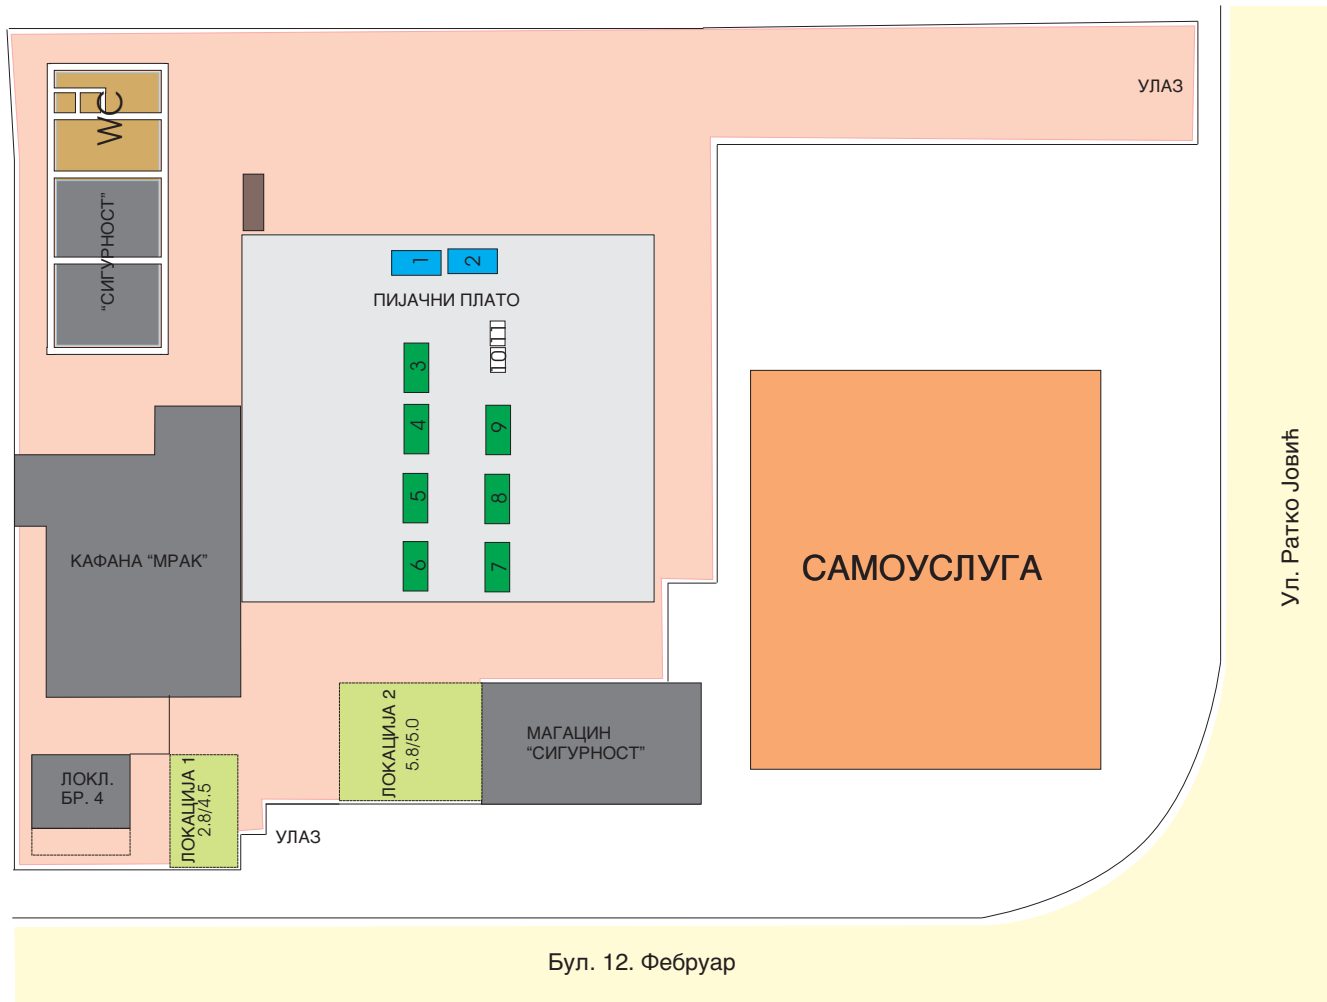 УЛАЗ
WC
“СИГУРНОСТ”
1
2
ПИЈАЧНИ ПЛАТО
3
10
11
4
9
5
8
6
7
КАФАНА “МРАК”
САМОУСЛУГА
Ул. Ратко Јовић
ЛОКАЦИЈА 2
5.8/5.0
МАГАЦИН
“СИГУРНОСТ”
ЛОКЛ.
БР. 4
ЛОКАЦИЈА 1
2.8/4.5
УЛАЗ
Бул. 12. Фебруар